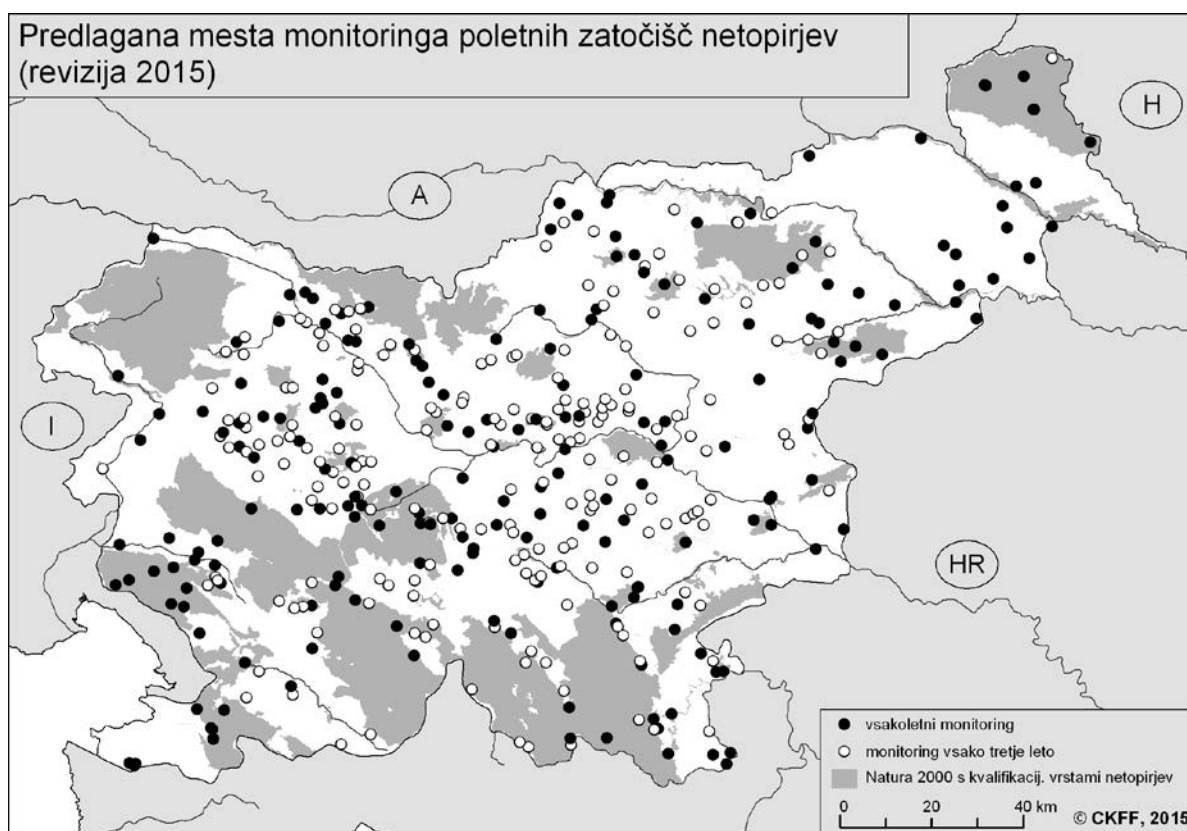 Predlagana mesta monitoringa poletnih zatočišč netopirjev
(revizija 2015)
H
A
I
HR
vsakoletni monitoring
monitoring vsako tretje leto
Natura 2000 s kvalifikacij. vrstami netopirjev
0 20 40 km
© CKFF, 2015